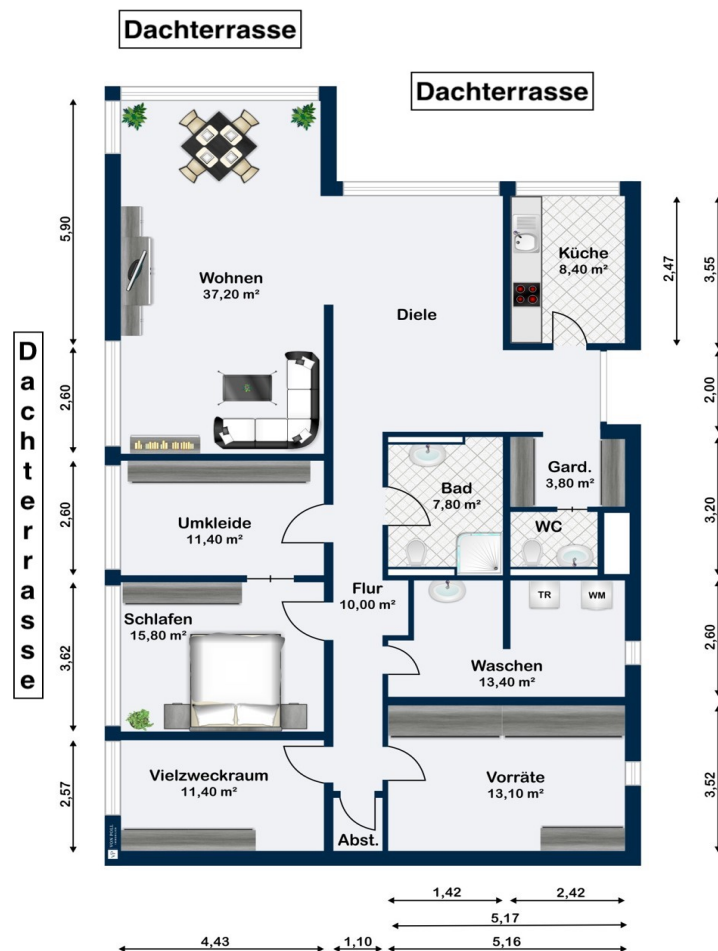 Dachterrasse
Dachterrasse
5,90
Wohnen
37,20 m²
Küche
8,40 m²
2,47
3,55
Diele
Dachterrasse
2,60
2,00
Bad
7,80 m²
Gard.
3,80 m²
3,20
Umkleide
11,40 m²
2,60
WC
Flur
10,00 m²
TR
WM
Schlafen
15,80 m²
3,62
Waschen
13,40 m²
2,60
Vielzweckraum
11,40 m²
2,57
Vorräte
13,10 m²
3,52
Abst.
1,42
2,42
5,17
4,43
1,10
5,16